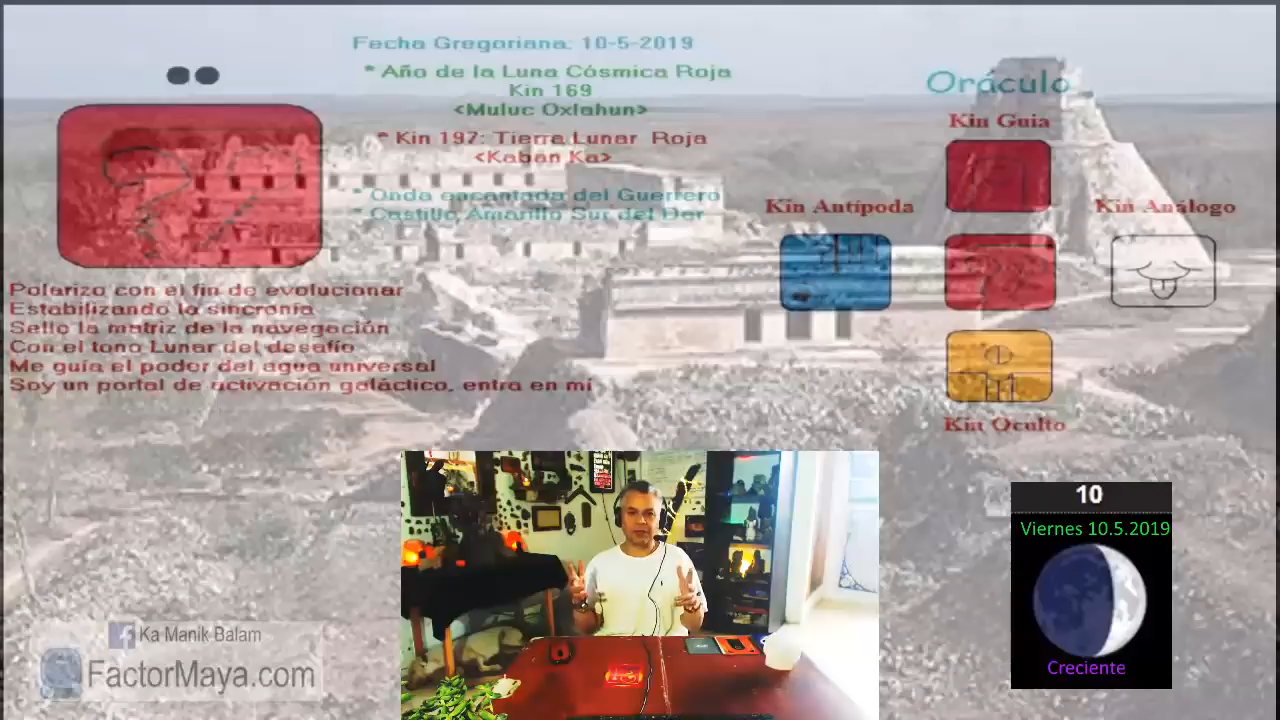 Fecha Gregoriana: 10-5-2019
* Año de la Luna Cósmica Roja
Kin 169
<Muluc Oxlahun>
* Kin 197: Tierra Lunar Roja
<Kaban Ka>
* Onda encantada del Guerrero
* Castillo Amarillo Sur del Dar
Polarizo con el fin de evolucionar
Estabilizando la sincronía
Sello la matriz de la navegación
Con el tono Lunar del desafío
Me guía el poder del agua universal
Soy un portal de activación galáctico, entra en mí
Oráculo
Kin Guia
Kin Antípoda
Kin Análogo
Kin Oculto
10
Viernes 10.5.2019
Creciente
Ka Manik Balam
FactorMaya.com